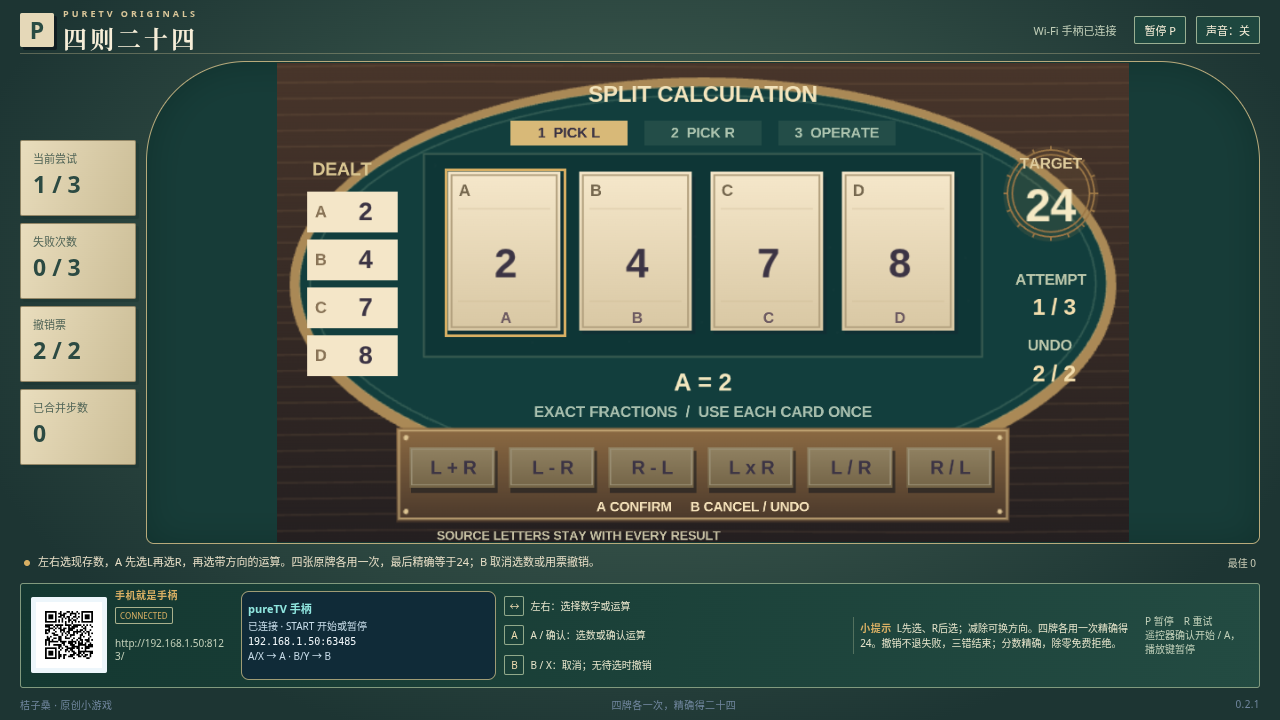 P
PURETV ORIGINALS
四则二十四
Wi-Fi 手柄已连接
暂停 P
声音：关
当前尝试
1 / 3
失败次数
0 / 3
撤销票
2 / 2
已合并步数
0
SPLIT CALCULATION
1 PICK L
2 PICK R
3 OPERATE
DEALT
A 2
B 4
C 7
D 8
A
2
A
B
4
B
C
7
C
D
8
D
TARGET
24
ATTEMPT
1 / 3
UNDO
2 / 2
A = 2
EXACT FRACTIONS / USE EACH CARD ONCE
L + R
L - R
R - L
L x R
L / R
R / L
A CONFIRM B CANCEL / UNDO
SOURCE LETTERS STAY WITH EVERY RESULT
左右选现存数，A 先选L再选R，再选带方向的运算。四张原牌各用一次，最后精确等于24；B 取消选数或用票撤销。
最佳 0
手机就是手柄
CONNECTED
http://192.168.1.50:812
3/
pureTV 手柄
已连接 · START 开始或暂停
192.168.1.50:63485
A/X → A · B/Y → B
↔ 左右：选择数字或运算
A A / 确认：选数或确认运算
B B / X：取消；无待选时撤销
小提示 L先选、R后选；减除可换方向。四牌各用一次精确得
24。撤销不退失败，三错结束；分数精确，除零免费拒绝。
P 暂停 R 重试
遥控器确认开始 / A，
播放键暂停
桔子桑 · 原创小游戏
四牌各一次，精确得二十四
0.2.1